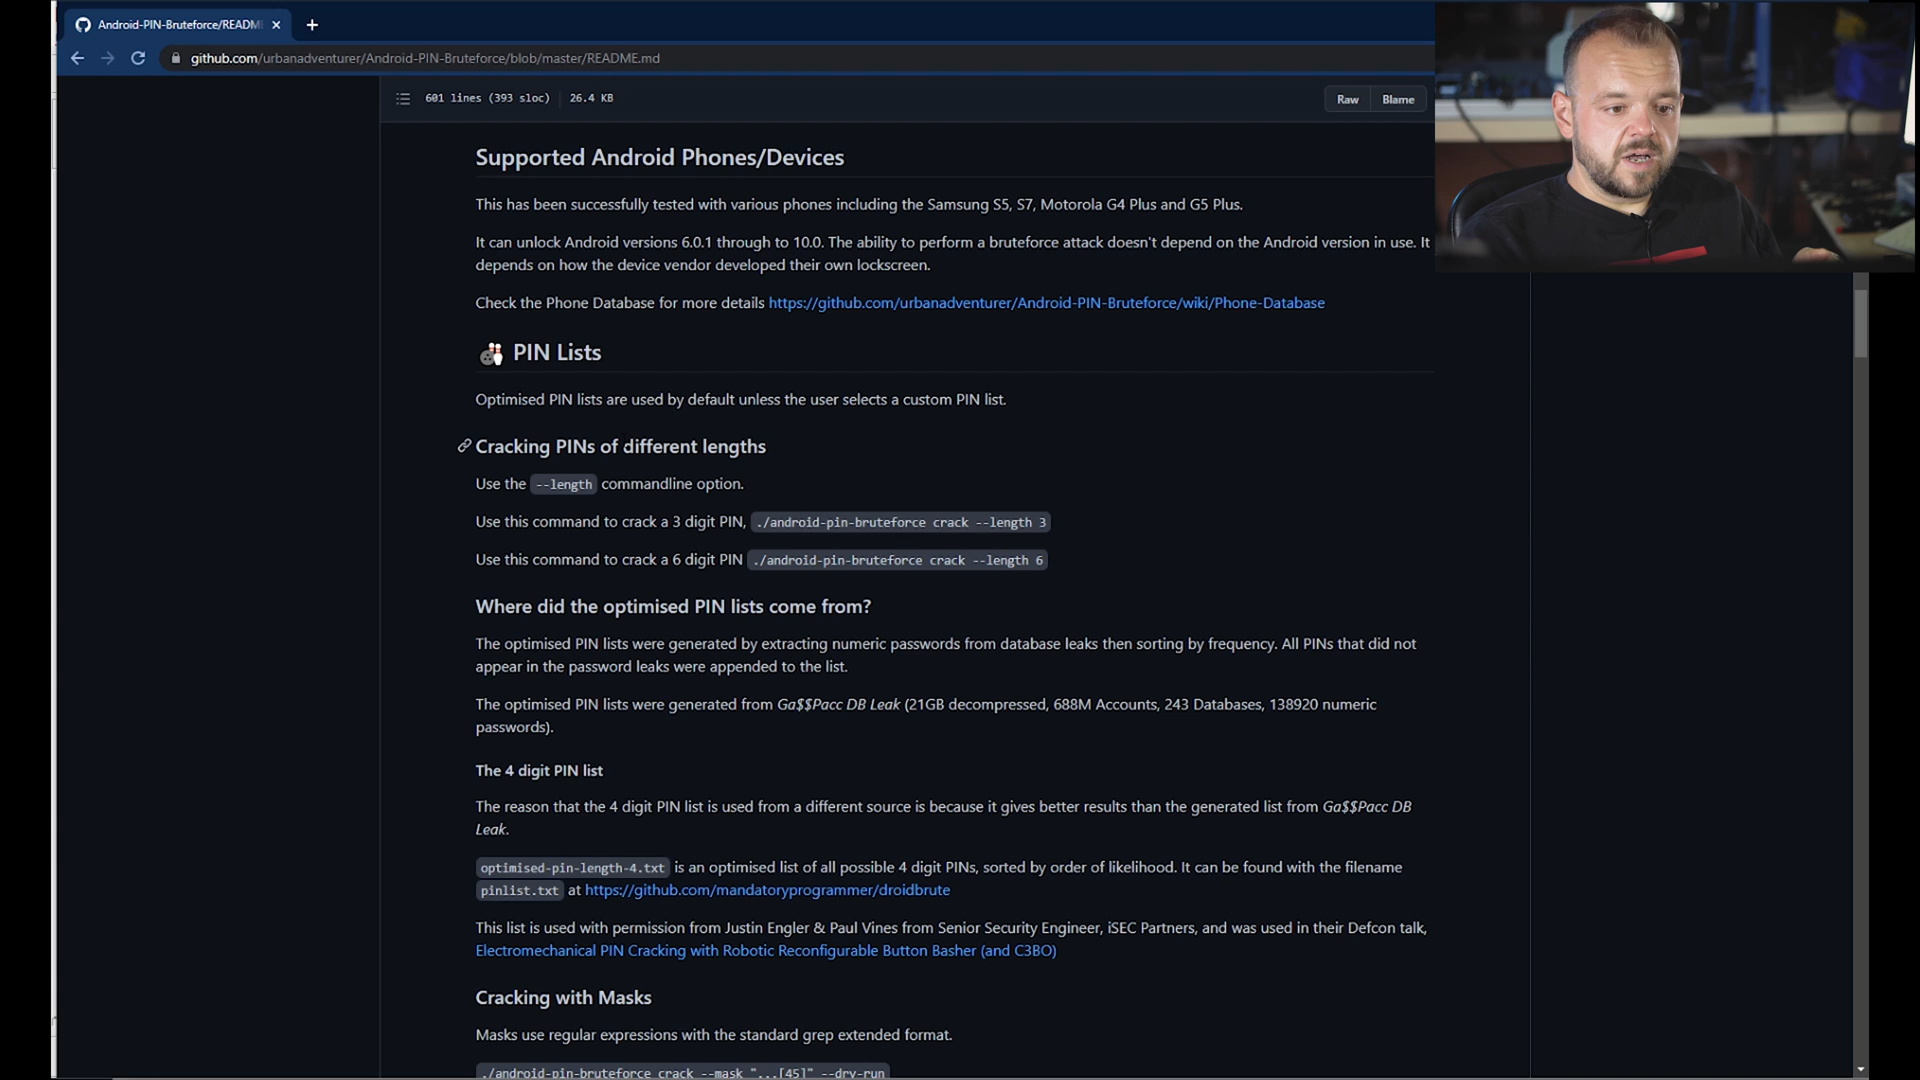 Android-PIN-Bruteforce/READM
github.com/urbanadventurer/Android-PIN-Bruteforce/blob/master/README.md
601 lines (393 sloc) 26.4 KB
Raw Blame
Supported Android Phones/Devices
This has been successfully tested with various phones including the Samsung S5, S7, Motorola G4 Plus and G5 Plus.
It can unlock Android versions 6.0.1 through to 10.0. The ability to perform a bruteforce attack doesn't depend on the Android version in use. It
depends on how the device vendor developed their own lockscreen.
Check the Phone Database for more details https://github.com/urbanadventurer/Android-PIN-Bruteforce/wiki/Phone-Database
PIN Lists
Optimised PIN lists are used by default unless the user selects a custom PIN list.
Cracking PINs of different lengths
Use the --length commandline option.
Use this command to crack a 3 digit PIN, ./android-pin-bruteforce crack --length 3
Use this command to crack a 6 digit PIN ./android-pin-bruteforce crack --length 6
Where did the optimised PIN lists come from?
The optimised PIN lists were generated by extracting numeric passwords from database leaks then sorting by frequency. All PINs that did not
appear in the password leaks were appended to the list.
The optimised PIN lists were generated from Ga$$Pacc DB Leak (21GB decompressed, 688M Accounts, 243 Databases, 138920 numeric
passwords).
The 4 digit PIN list
The reason that the 4 digit PIN list is used from a different source is because it gives better results than the generated list from Ga$$Pacc DB
Leak.
optimised-pin-length-4.txt is an optimised list of all possible 4 digit PINs, sorted by order of likelihood. It can be found with the filename
pinlist.txt at https://github.com/mandatoryprogrammer/droidbrute
This list is used with permission from Justin Engler & Paul Vines from Senior Security Engineer, iSEC Partners, and was used in their Defcon talk,
Electromechanical PIN Cracking with Robotic Reconfigurable Button Basher (and C3BO)
Cracking with Masks
Masks use regular expressions with the standard grep extended format.
./android-pin-bruteforce crack --mask "...[45]" --dry-run